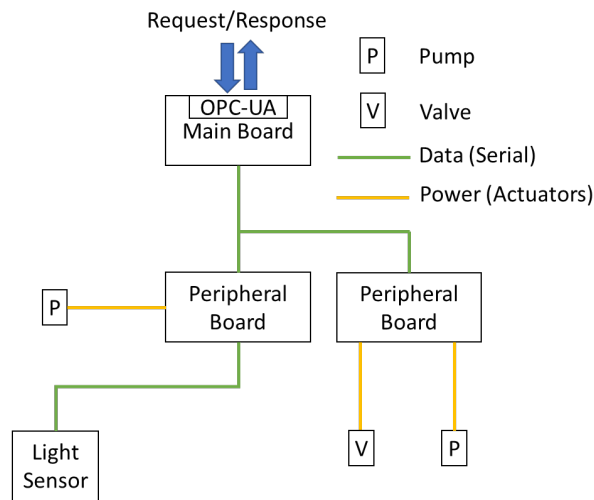 Request/Response
OPC-UA
Main Board
P Pump
V Valve
Data (Serial)
Power (Actuators)
P
Peripheral
Board
Peripheral
Board
Light
Sensor
V
P